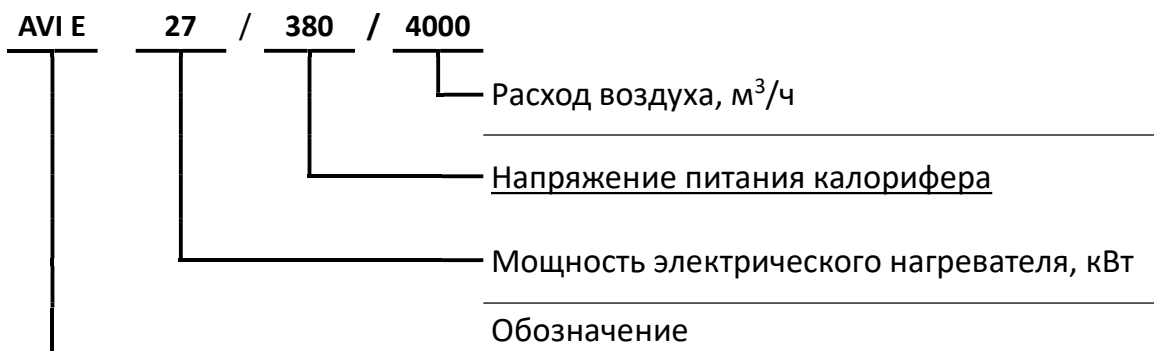 AVI E 27 / 380 / 4000
Расход воздуха, м³/ч
Напряжение питания калорифера
Мощность электрического нагревателя, кВт
Обозначение